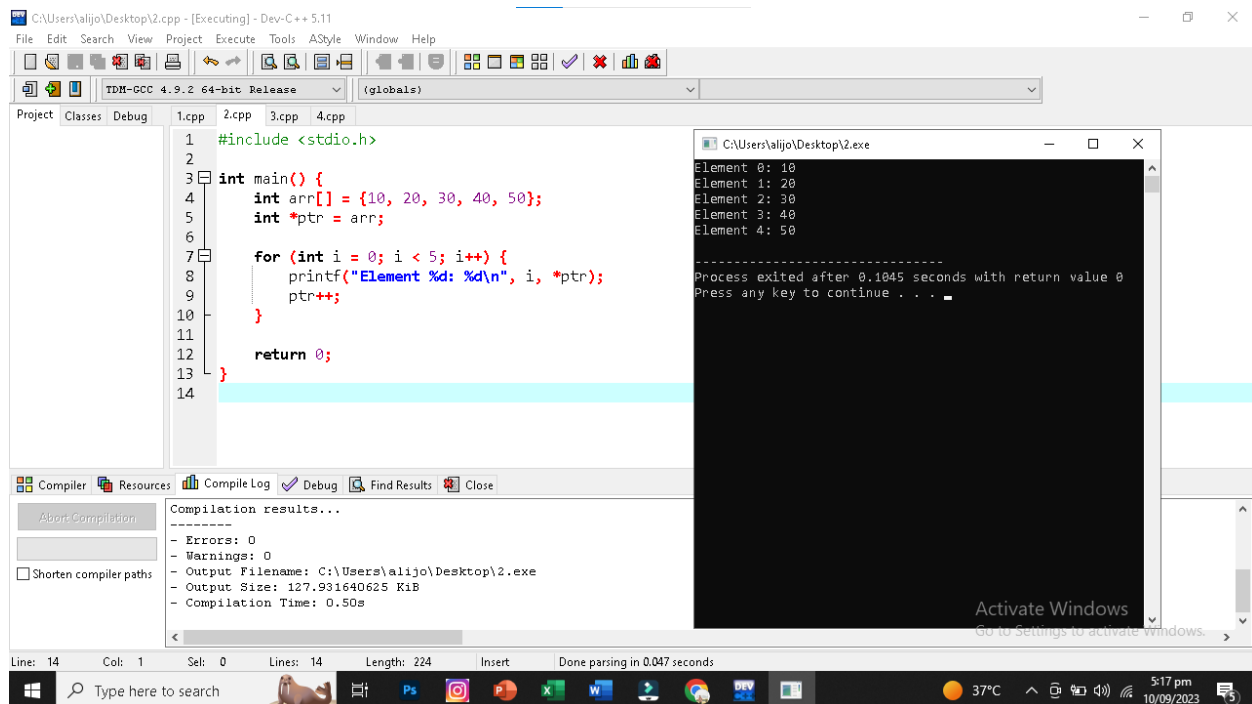 C:\Users\alijo\Desktop\2.cpp - [Executing] - Dev-C++ 5.11
File Edit Search View Project Execute Tools AStyle Window Help
TDM-GCC 4.9.2 64-bit Release (globals)
Project Classes Debug 1.cpp 2.cpp 3.cpp 4.cpp
1 #include <stdio.h>
2
3 int main() {
4 int arr[] = {10, 20, 30, 40, 50};
5 int *ptr = arr;
6
7 for (int i = 0; i < 5; i++) {
8 printf("Element %d: %d\n", i, *ptr);
9 ptr++;
10 }
11
12 return 0;
13 }
14
C:\Users\alijo\Desktop\2.exe
Element 0: 10
Element 1: 20
Element 2: 30
Element 3: 40
Element 4: 50
--------------------------------
Process exited after 0.1045 seconds with return value 0
Press any key to continue . . .
Compiler Resources Compile Log Debug Find Results Close
Abort Compilation
Shorten compiler paths
Compilation results...
--------
- Errors: 0
- Warnings: 0
- Output Filename: C:\Users\alijo\Desktop\2.exe
- Output Size: 127.931640625 KiB
- Compilation Time: 0.50s
Activate Windows
Go to Settings to activate Windows.
Line: 14 Col: 1 Sel: 0 Lines: 14 Length: 224 Insert Done parsing in 0.047 seconds
Type here to search
Ps
DEV
37°C
5:17 pm
10/09/2023
5